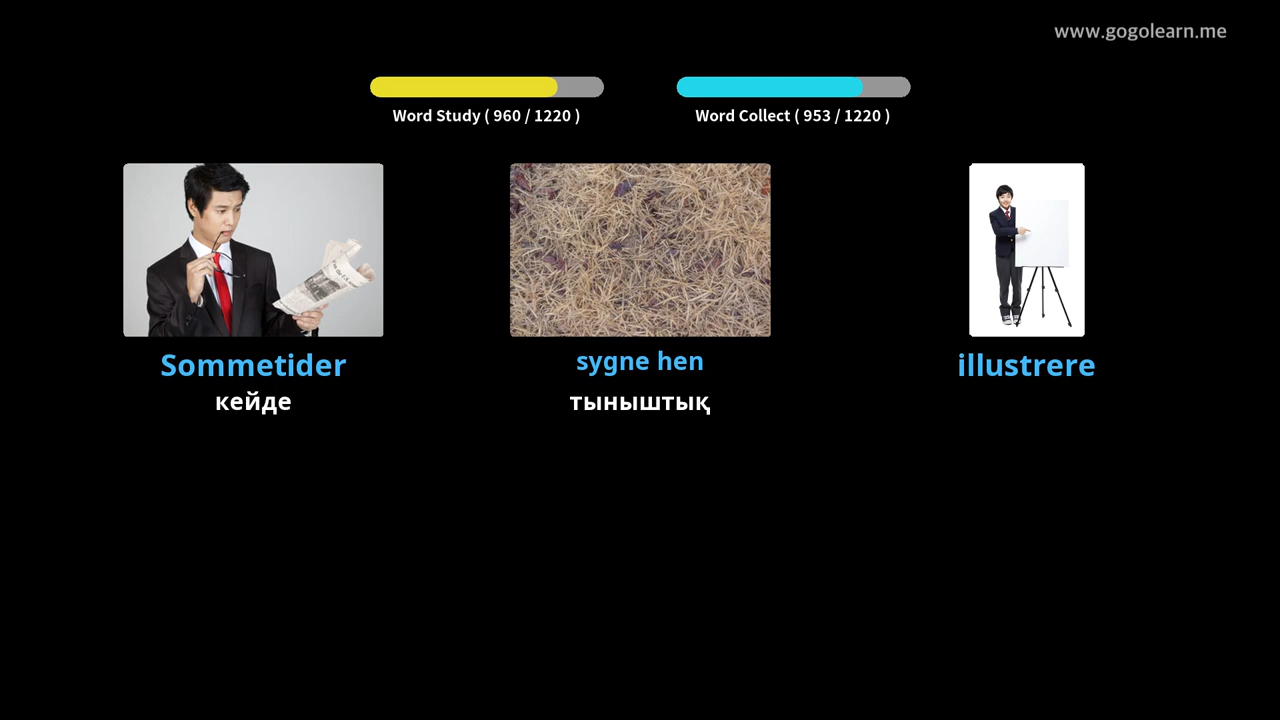 www.gogolearn.me
Word Study ( 960 / 1220 )
Word Collect ( 953 / 1220 )
Sommetider
кейде
sygne hen
тыныштық
illustrere